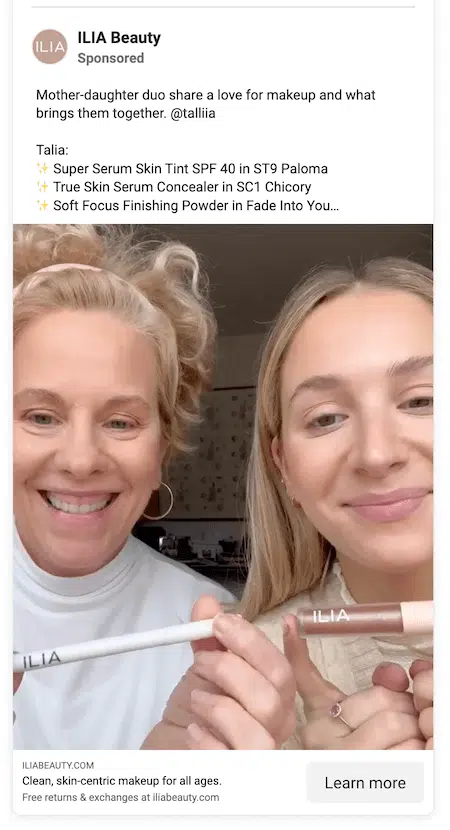 ILIA
ILIA Beauty
Sponsored
Mother-daughter duo share a love for makeup and what
brings them together. @talliia
Talia:
✨ Super Serum Skin Tint SPF 40 in ST9 Paloma
✨ True Skin Serum Concealer in SC1 Chicory
✨ Soft Focus Finishing Powder in Fade Into You...
ILIA
ILIA
ILIABEAUTY.COM
Clean, skin-centric makeup for all ages.
Free returns & exchanges at iliabeauty.com
Learn more